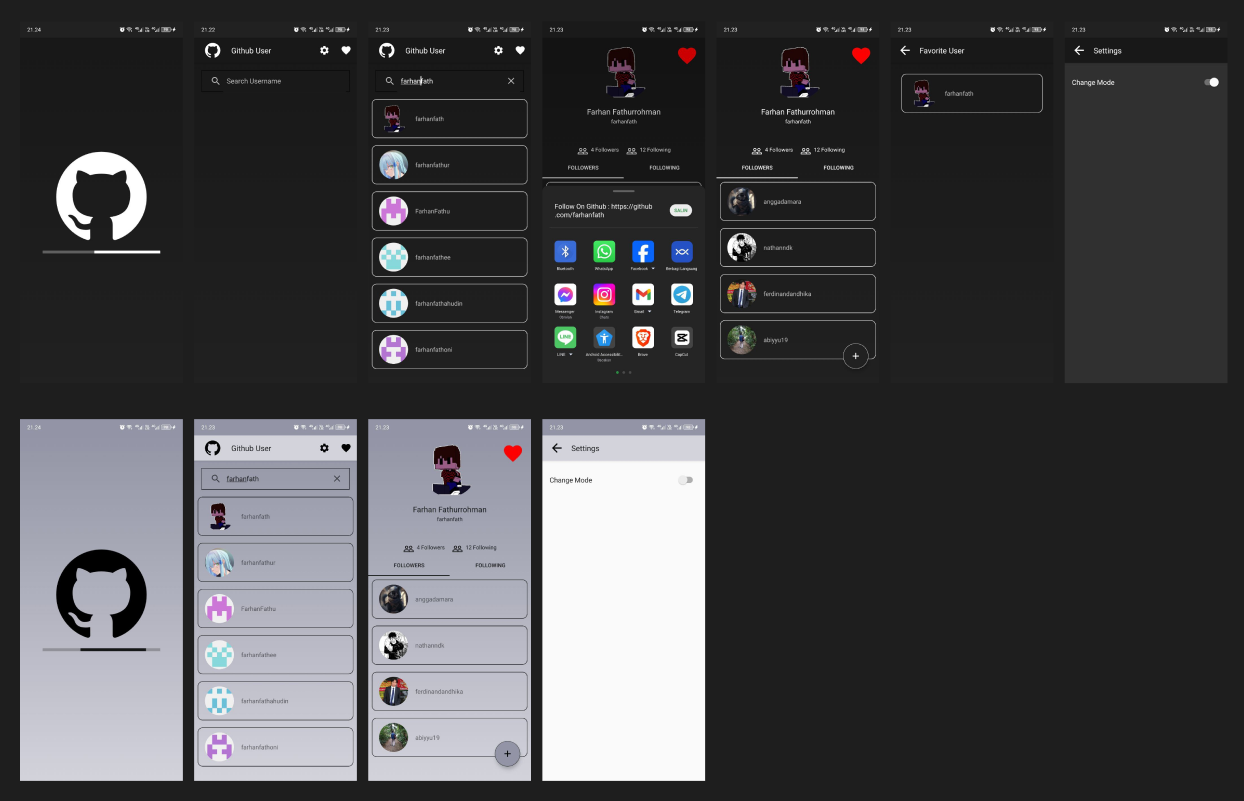 21.24
21.22
Github User
Search Username
21.23
Github User
farhanfath
farhanfath
farhanfathur
FarhanFathu
farhanfathee
farhanfathahudin
farhanfathoni
21.23
Farhan Fathurrohman
farhanfath
4 Followers
12 Following
FOLLOWERS
FOLLOWING
Follow On Github : https://github
.com/farhanfath
SALIN
Bluetooth
WhatsApp
Facebook
Berbagi Langsung
Messenger
Obrolan
Instagram
Chats
Gmail
Telegram
LINE
Android Accessibilit...
Brave
CapCut
21.23
Farhan Fathurrohman
farhanfath
4 Followers
12 Following
FOLLOWERS
FOLLOWING
anggadamara
nathanndk
ferdinandandhika
abiyyu19
+
21.23
Favorite User
farhanfath
21.23
Settings
Change Mode
21.24
21.23
Github User
farhanfath
farhanfath
farhanfathur
FarhanFathu
farhanfathee
farhanfathahudin
farhanfathoni
21.23
Farhan Fathurrohman
farhanfath
4 Followers
12 Following
FOLLOWERS
FOLLOWING
anggadamara
nathanndk
ferdinandandhika
abiyyu19
+
21.23
Settings
Change Mode